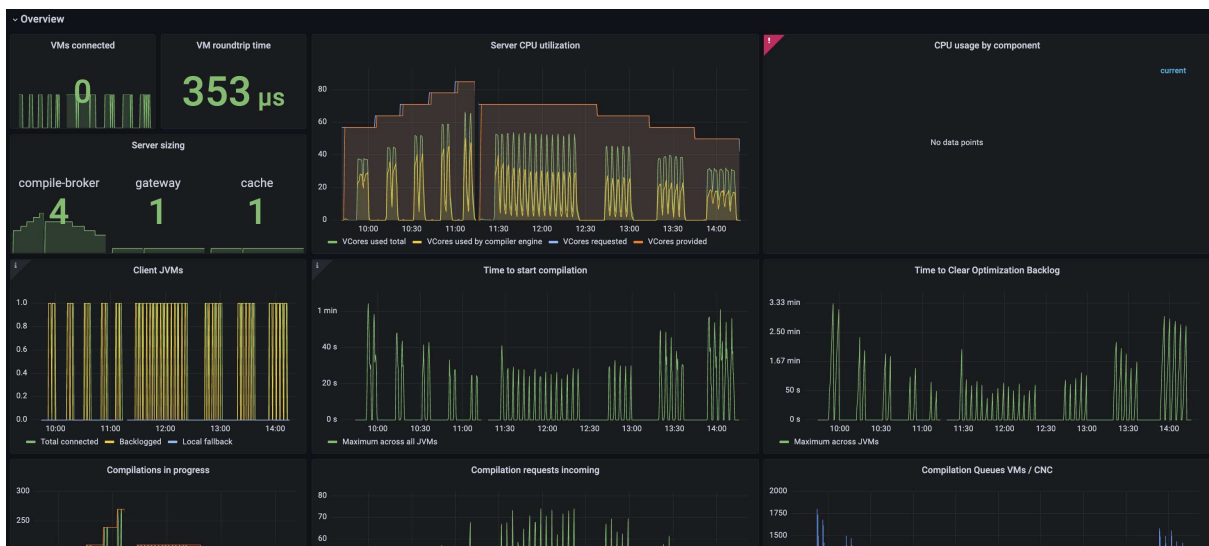 Overview
VMs connected
0
VM roundtrip time
353 µs
Server sizing
compile-broker gateway cache
4 1 1
Server CPU utilization
80
60
40
20
0
10:00 10:30 11:00 11:30 12:00 12:30 13:00 13:30 14:00
VCores used total VCores used by compiler engine VCores requested VCores provided
!
CPU usage by component
current
No data points
i
Client JVMs
1.0
0.8
0.6
0.4
0.2
0.0
10:00 11:00 12:00 13:00 14:00
Total connected Backlogged Local fallback
i
Time to start compilation
1 min
40 s
20 s
0 s
10:00 10:30 11:00 11:30 12:00 12:30 13:00 13:30 14:00
Maximum across all JVMs
Time to Clear Optimization Backlog
3.33 min
2.50 min
1.67 min
50 s
0 s
10:00 10:30 11:00 11:30 12:00 12:30 13:00 13:30 14:00
Maximum across JVMs
Compilations in progress
300
250
Compilation requests incoming
80
70
60
Compilation Queues VMs / CNC
2000
1750
1500